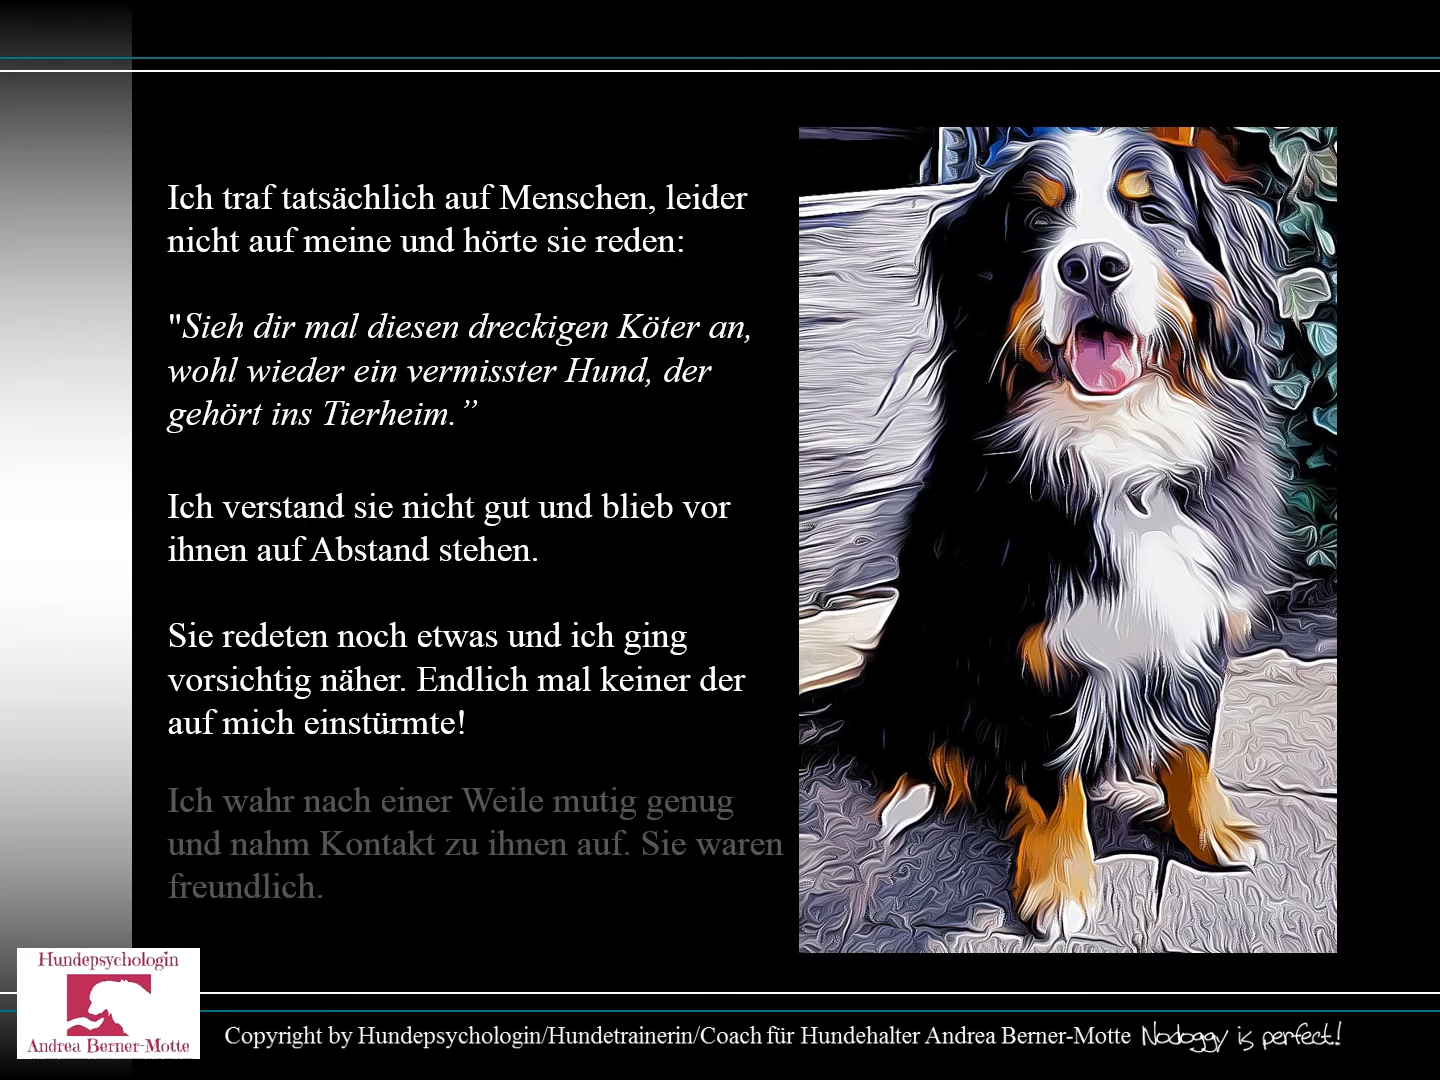 Ich traf tatsächlich auf Menschen, leider
nicht auf meine und hörte sie reden:
"Sieh dir mal diesen dreckigen Köter an,
wohl wieder ein vermisster Hund, der
gehört ins Tierheim.”
Ich verstand sie nicht gut und blieb vor
ihnen auf Abstand stehen.
Sie redeten noch etwas und ich ging
vorsichtig näher. Endlich mal keiner der
auf mich einstürmte!
Ich wahr nach einer Weile mutig genug
und nahm Kontakt zu ihnen auf. Sie waren
freundlich.
Hundepsychologin
Andrea Berner-Motte
Copyright by Hundepsychologin/Hundetrainerin/Coach für Hundehalter Andrea Berner-Motte Nodoggy is perfect!